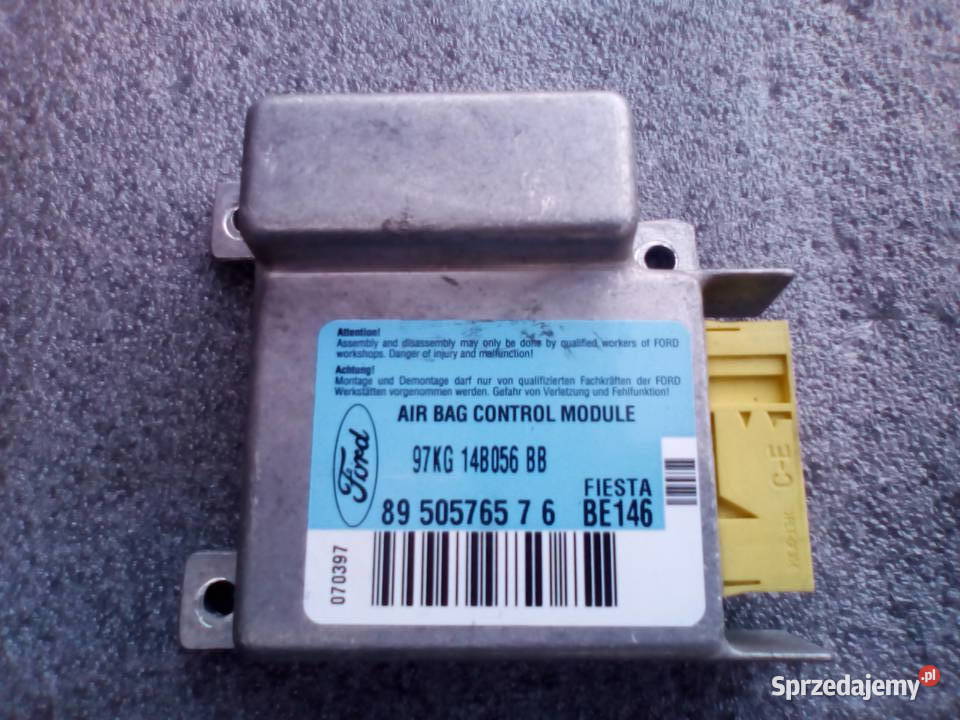 Attention!
Assembly and disassembly may only be done by qualified workers of FORD
workshops. Danger of injury and malfunction!
Achtung!
Montage und Demontage darf nur von qualifizierten Fachkräften der FORD
Werkstätten vorgenommen werden. Gefahr von Verletzung und Fehlfunktion!
AIR BAG CONTROL MODULE
Ford
97KG 14B056 BB
FIESTA
89 505765 7 6 BE146
070397
C-E 1
Sprzedajemy.pl